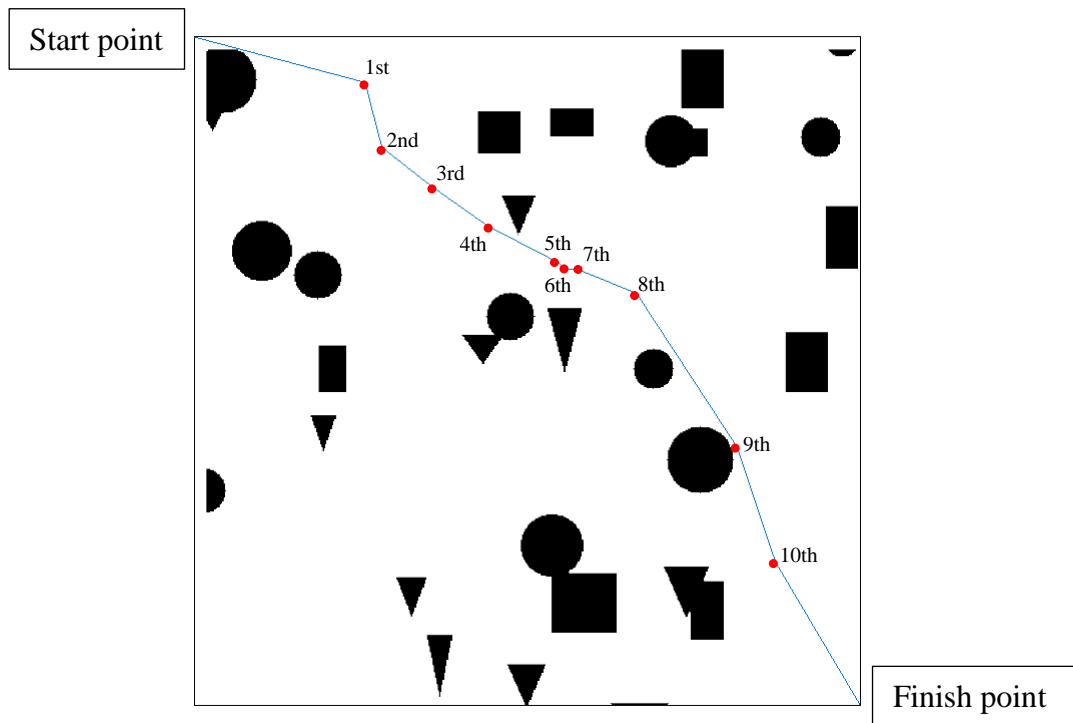 Start point
1st
2nd
3rd
4th
5th
7th
6th
8th
9th
10th
Finish point